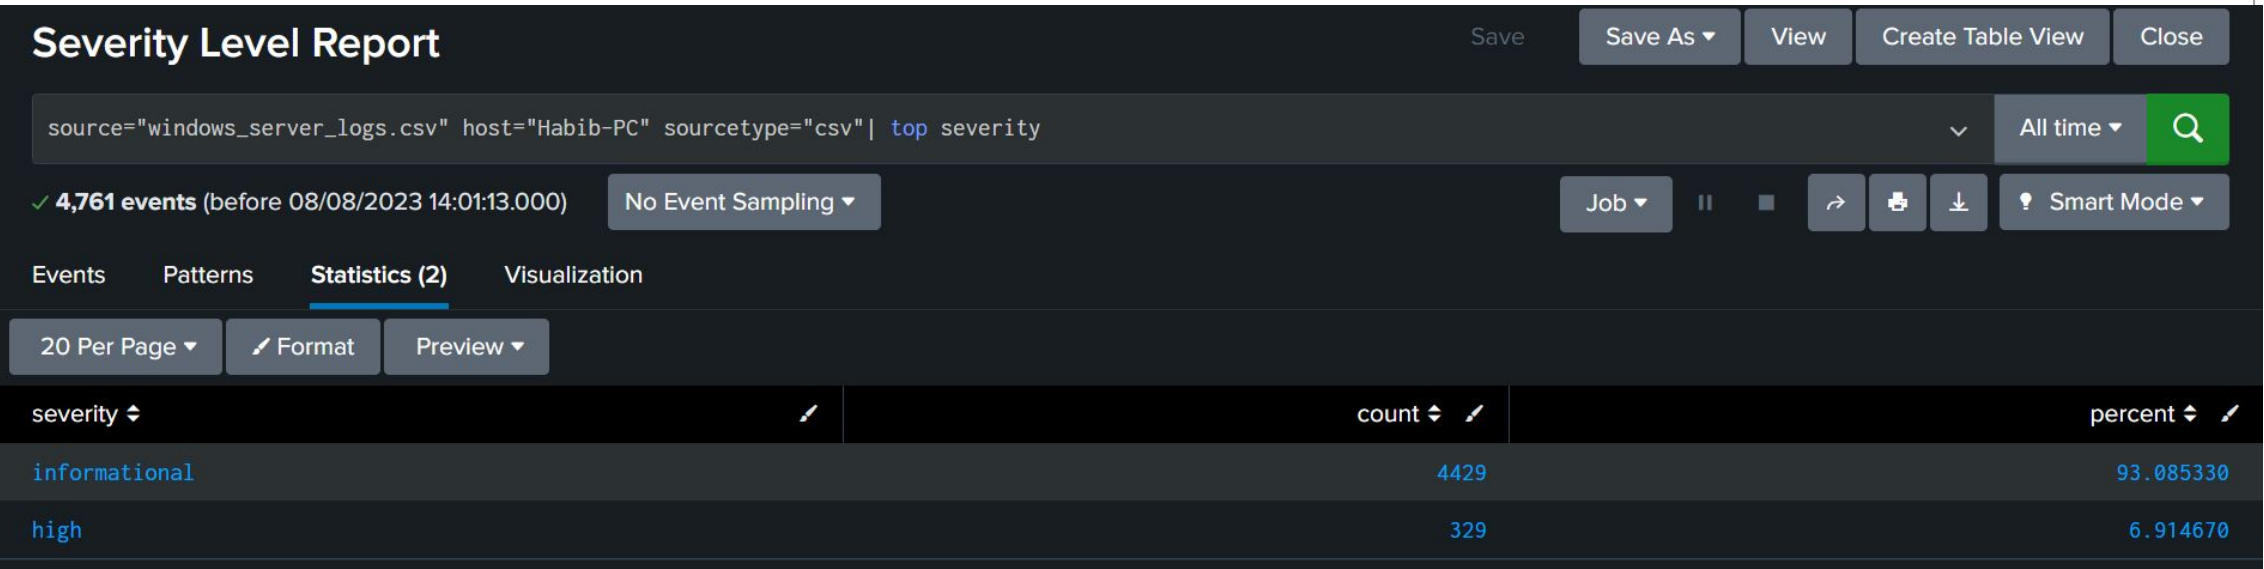 Severity Level Report
Save
Save As
View
Create Table View
Close
source="windows_server_logs.csv" host="Habib-PC" sourcetype="csv"| top severity
All time
4,761 events (before 08/08/2023 14:01:13.000)
No Event Sampling
Job
Smart Mode
Events Patterns Statistics (2) Visualization
20 Per Page Format Preview
severity count percent
informational 4429 93.085330
high 329 6.914670